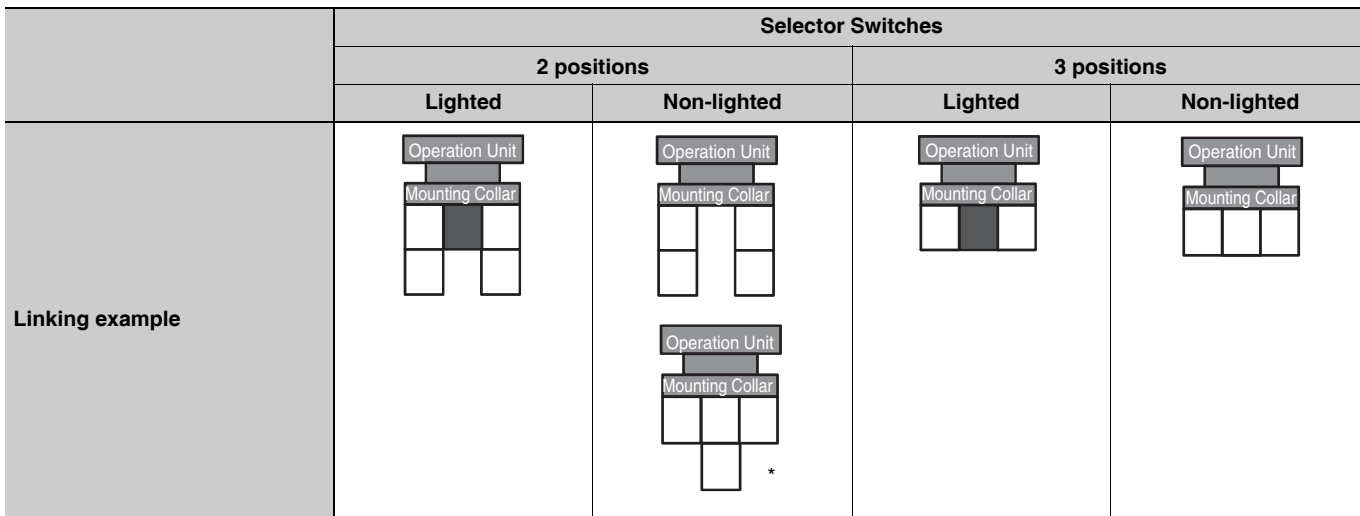 Selector Switches
2 positions
3 positions
Lighted
Non-lighted
Lighted
Non-lighted
Linking example
Operation Unit
Mounting Collar
Operation Unit
Mounting Collar
Operation Unit
Mounting Collar
*
Operation Unit
Mounting Collar
Operation Unit
Mounting Collar